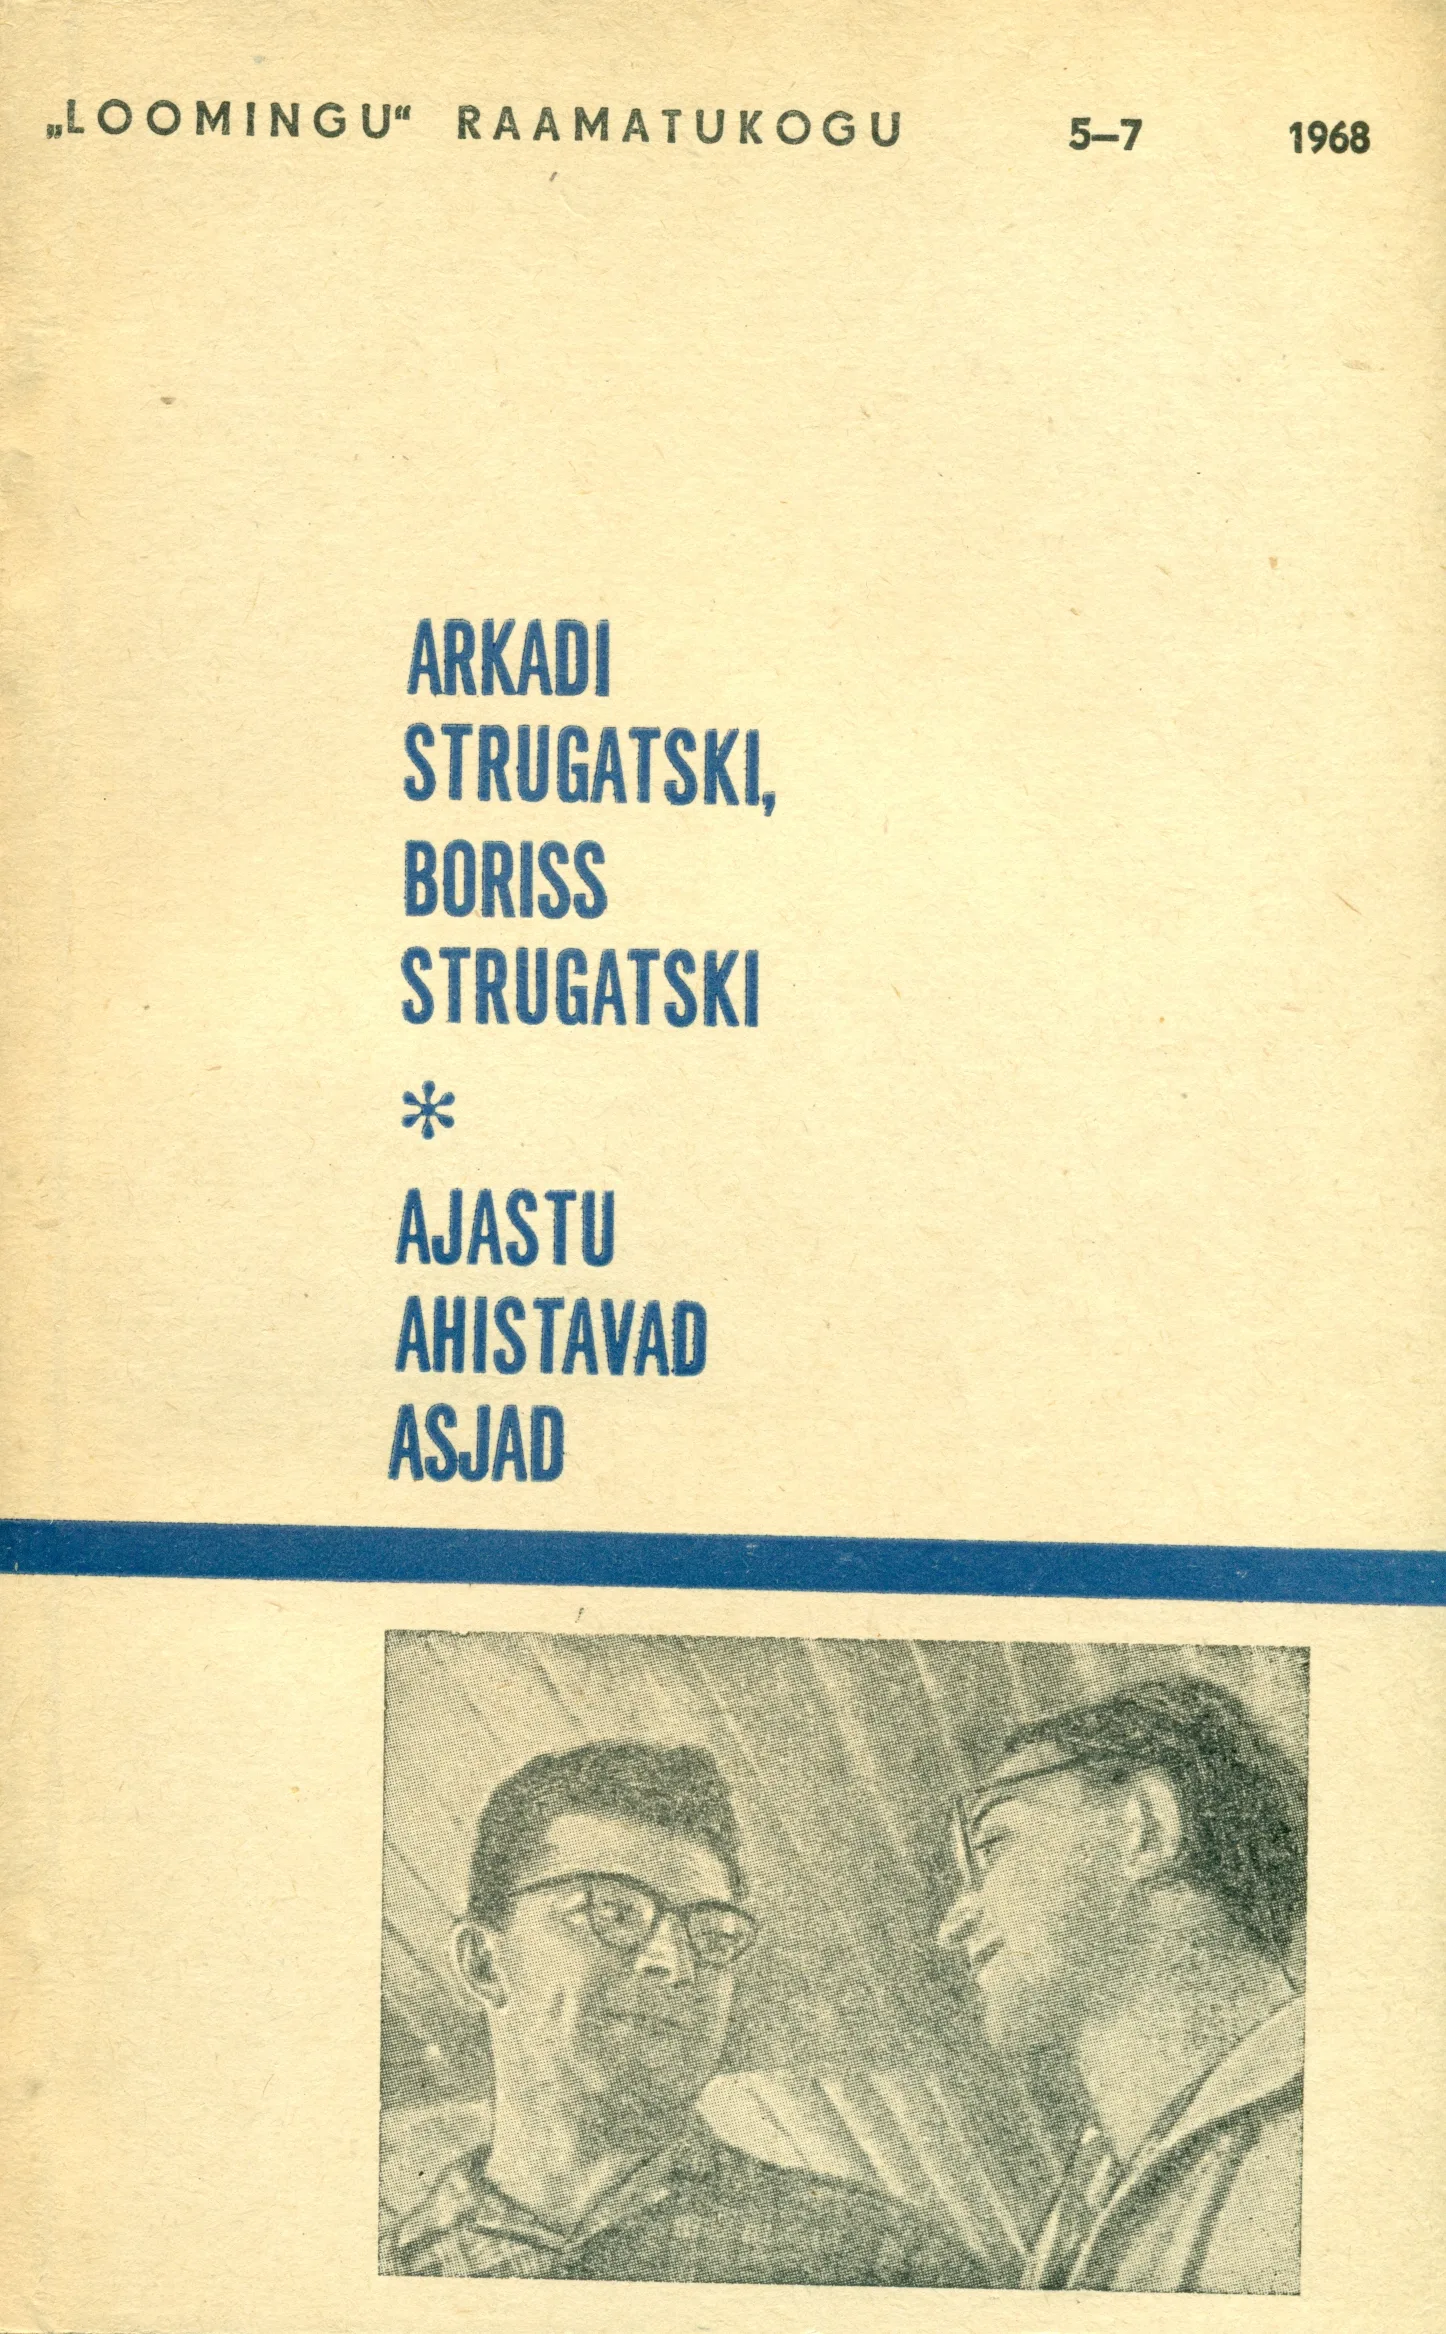 „LOOMINGU“ RAAMATUKOGU 5–7 1968
ARKADI
STRUGATSKI,
BORISS
STRUGATSKI
*
AJASTU
AHISTAVAD
ASJAD